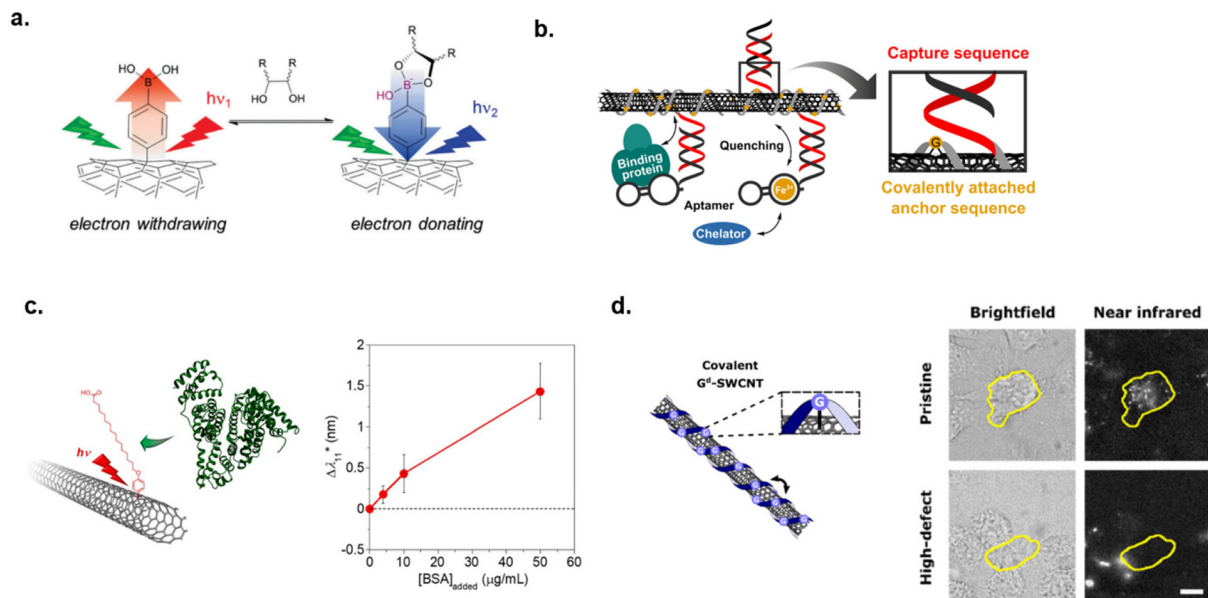 a.
HO
OH
B
hν₁
R
R
HO
OH
R
R
O
O
B⁻
HO
hν₂
electron withdrawing
electron donating
b.
Capture sequence
Binding
protein
Quenching
Aptamer
Fe³⁺
Chelator
G
Covalently attached
anchor sequence
c.
HO
O
hν
O
Δλ₁₁* (nm)
2
1.5
1
0.5
0
-0.5
0 10 20 30 40 50 60
[BSA]added (μg/mL)
d.
Covalent
Gᵈ-SWCNT
G
Brightfield
Near infrared
Pristine
High-defect